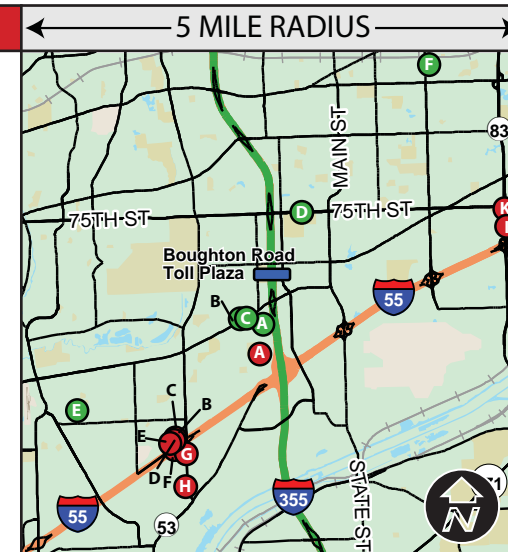 5 MILE RADIUS
F
MAIN ST
83
75TH ST
D
75TH ST
K
Boughton Road
Toll Plaza
B
C
A
55
A
E
C
B
E
G
D
F
H
55
53
355
STATE ST
N